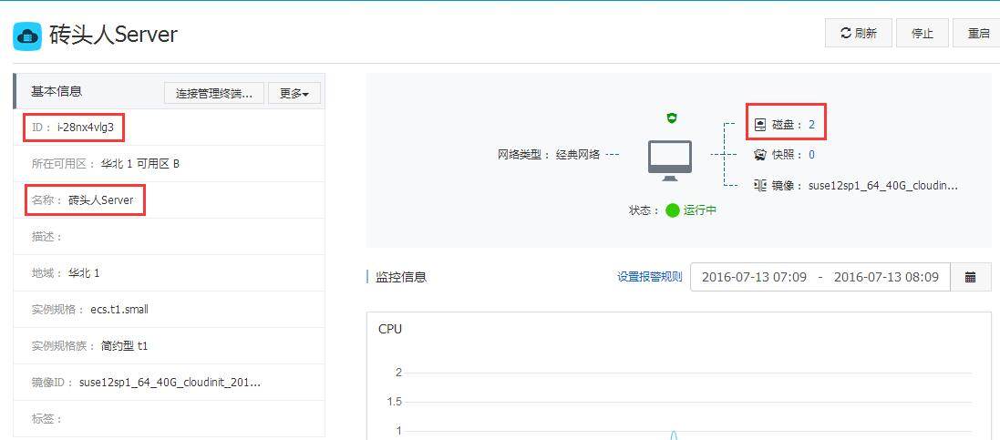 砖头人Server
刷新
停止
重启
基本信息
连接管理终端...
更多
ID： i-28nx4vlg3
所在可用区： 华北 1 可用区 B
名称： 砖头人Server
描述：
地域： 华北 1
实例规格： ecs.t1.small
实例规格族： 简约型 t1
镜像ID： suse12sp1_64_40G_cloudinit_201...
标签：
网络类型： 经典网络
磁盘： 2
快照： 0
镜像： suse12sp1_64_40G_cloudin...
状态： 运行中
监控信息
设置报警规则
2016-07-13 07:09 - 2016-07-13 08:09
CPU
2
1.5
1